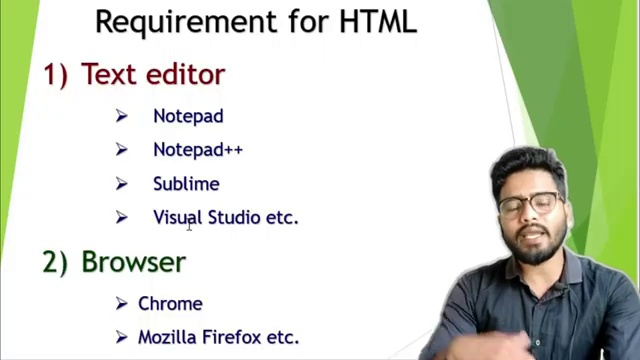 Requirement for HTML
1) Text editor
➢ Notepad
➢ Notepad++
➢ Sublime
➢ Visual Studio etc.
2) Browser
➢ Chrome
➢ Mozilla Firefox etc.